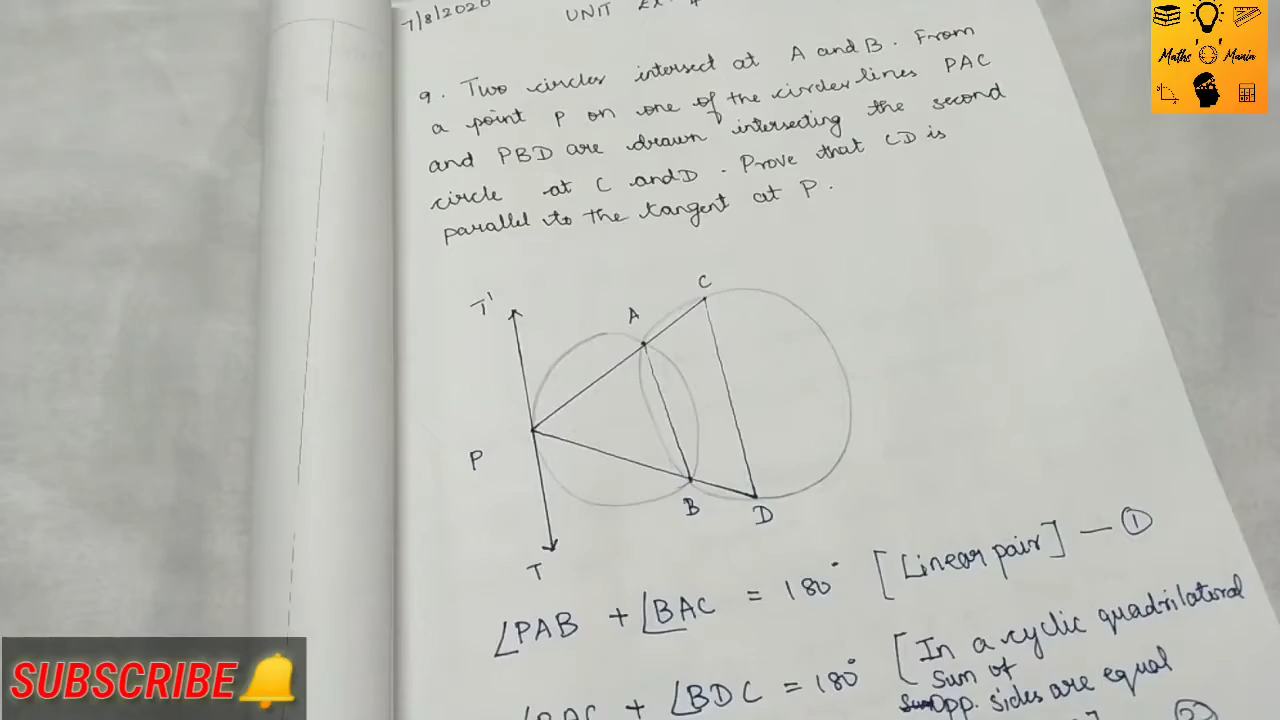 7/8/2020
UNIT
Maths Mania
9. Two circles intersect at A and B. From
a point P on one of the circles lines PAC
and PBD are drawn intersecting the second
circle at C and D. Prove that CD is
parallel to the tangent at P.
T'
C
A
P
B
D
T
∠PAB + ∠BAC = 180° [Linear pair] — ①
∠BAC + ∠BDC = 180° [In a cyclic quadrilateral
Sum of
Opp. sides are equal
SUBSCRIBE